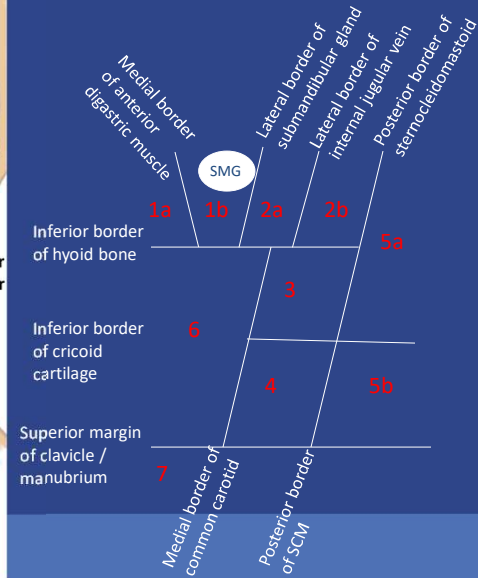 Medial border
of anterior
digastric muscle
Lateral border of
submandibular gland
Lateral border of
internal jugular vein
Posterior border of
sternocleidomastoid
SMG
1a
1b
2a
2b
5a
Inferior border
of hyoid bone
r
r
3
6
Inferior border
of cricoid
cartilage
4
5b
Superior margin
of clavicle /
manubrium
7
Medial border of
common carotid
Posterior border
of SCM